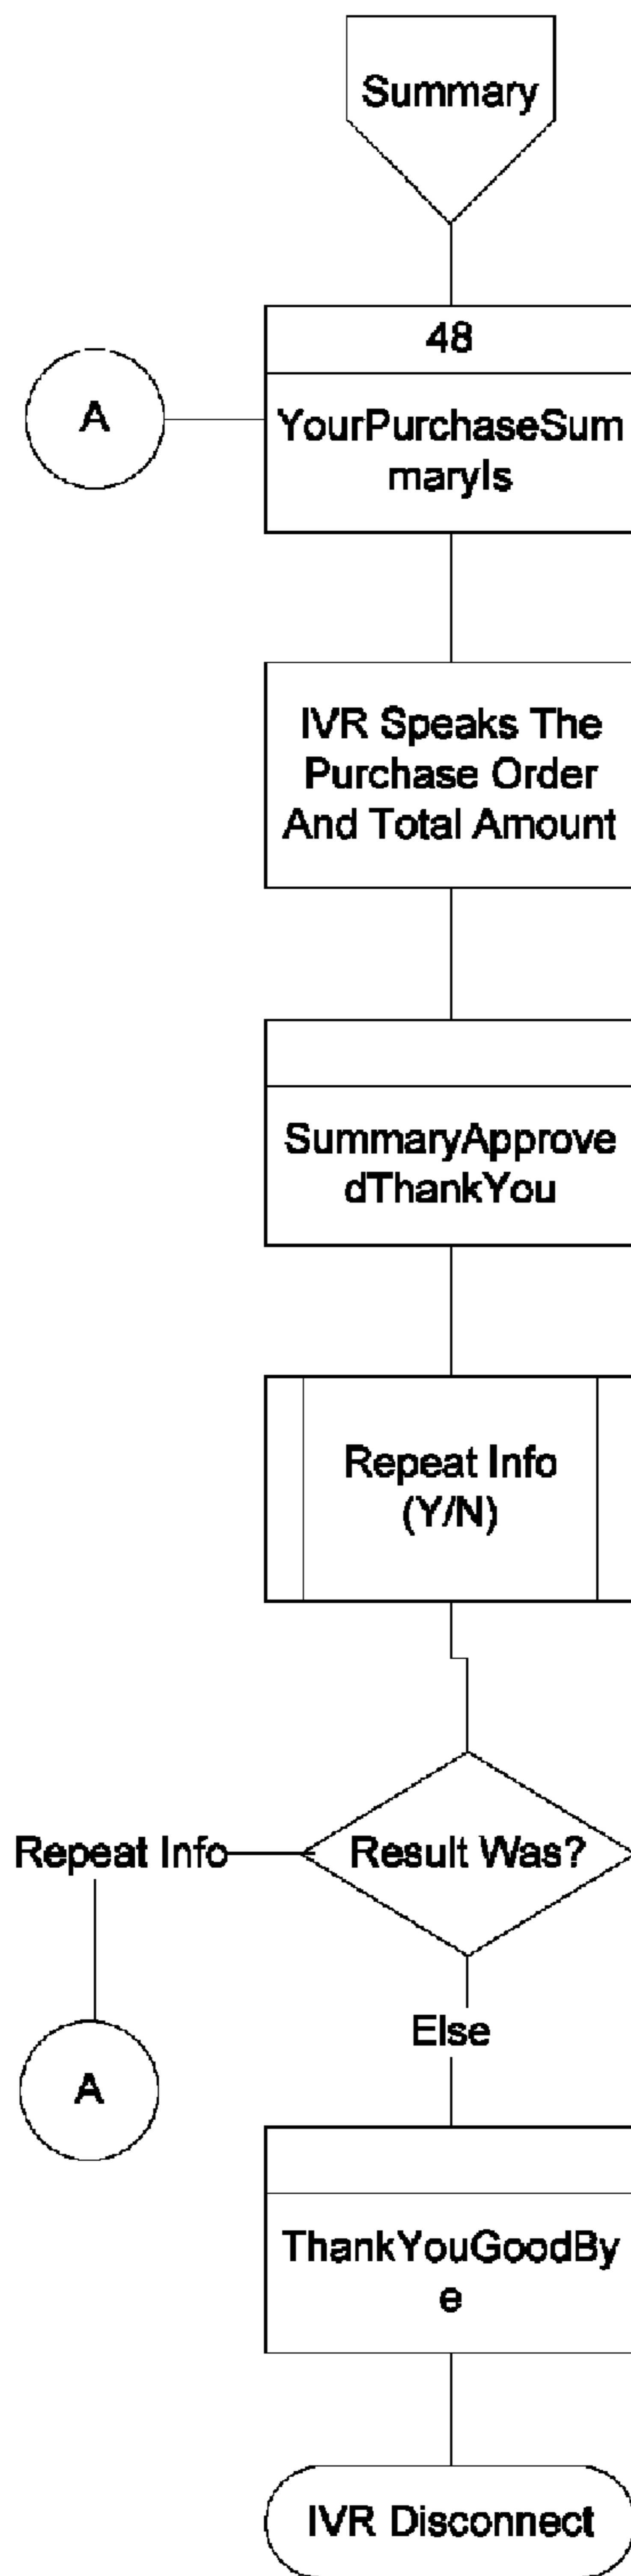 Summary
48
A
YourPurchaseSum
maryIs
IVR Speaks The
Purchase Order
And Total Amount
SummaryApprove
dThankYou
Repeat Info
(Y/N)
Repeat Info
Result Was?
Else
A
ThankYouGoodBy
e
IVR Disconnect